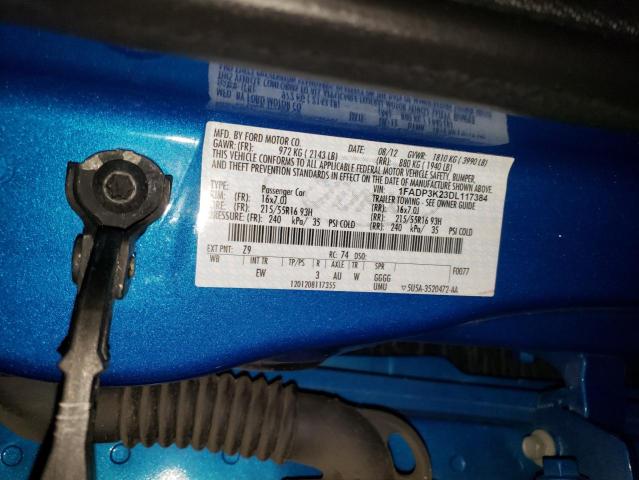 MFD. BY FORD MOTOR CO.
DATE: 08/12 GVWR: 1810 KG ( 3990 LB)
GAWR: (FR): 972 KG ( 2143 LB) (RR): 880 KG ( 1940 LB)
THIS VEHICLE CONFORMS TO ALL APPLICABLE FEDERAL MOTOR VEHICLE SAFETY, BUMPER,
AND THEFT PREVENTION STANDARDS IN EFFECT ON THE DATE OF MANUFACTURE SHOWN ABOVE.
VIN: 1FADP3K23DL117384
TYPE: Passenger Car TRAILER TOWING - SEE OWNER GUIDE
RIM: (FR): 16x7.0J (RR): 16x7.0J
TIRE: (FR): 215/55R16 93H (RR): 215/55R16 93H
PRESSURE: (FR): 240 kPa/ 35 PSI COLD (RR): 240 kPa/ 35 PSI COLD
EXT PNT: Z9 RC: 74 DSO: F0077
WB INT TR TP/PS R AXLE TR SPR
EW 3 AU W GGGG
1201208117355 UMU 5U5A-3520472-AA